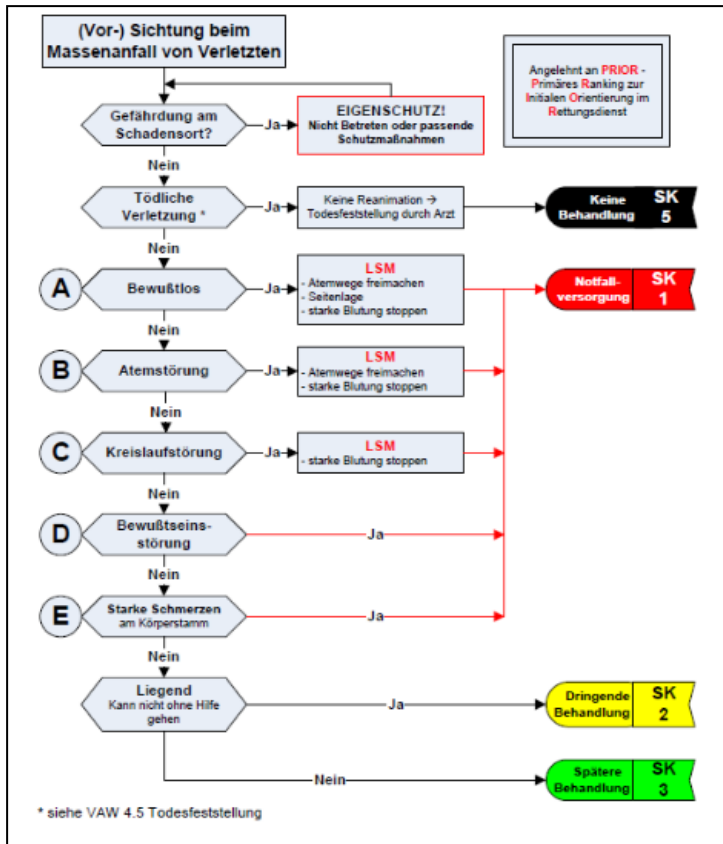 (Vor-) Sichtung beim
Massenanfall von Verletzten
Angelehnt an PRIOR -
Primäres Ranking zur
Initialen Orientierung im
Rettungsdienst
Gefährdung am
Schadensort?
Ja
EIGENSCHUTZ!
Nicht Betreten oder passende
Schutzmaßnahmen
Nein
Tödliche
Verletzung *
Ja
Keine Reanimation →
Todesfeststellung durch Arzt
Keine
Behandlung
SK
5
Nein
A
Bewußtlos
Ja
LSM
- Atemwege freimachen
- Seitenlage
- starke Blutung stoppen
Notfall-
versorgung
SK
1
Nein
B
Atemstörung
Ja
LSM
- Atemwege freimachen
- starke Blutung stoppen
Nein
C
Kreislaufstörung
Ja
LSM
- starke Blutung stoppen
Nein
D
Bewußtseins-
störung
Ja
Nein
E
Starke Schmerzen
am Körperstamm
Ja
Nein
Liegend
Kann nicht ohne Hilfe
gehen
Ja
Dringende
Behandlung
SK
2
Nein
Spätere
Behandlung
SK
3
* siehe VAW 4.5 Todesfeststellung